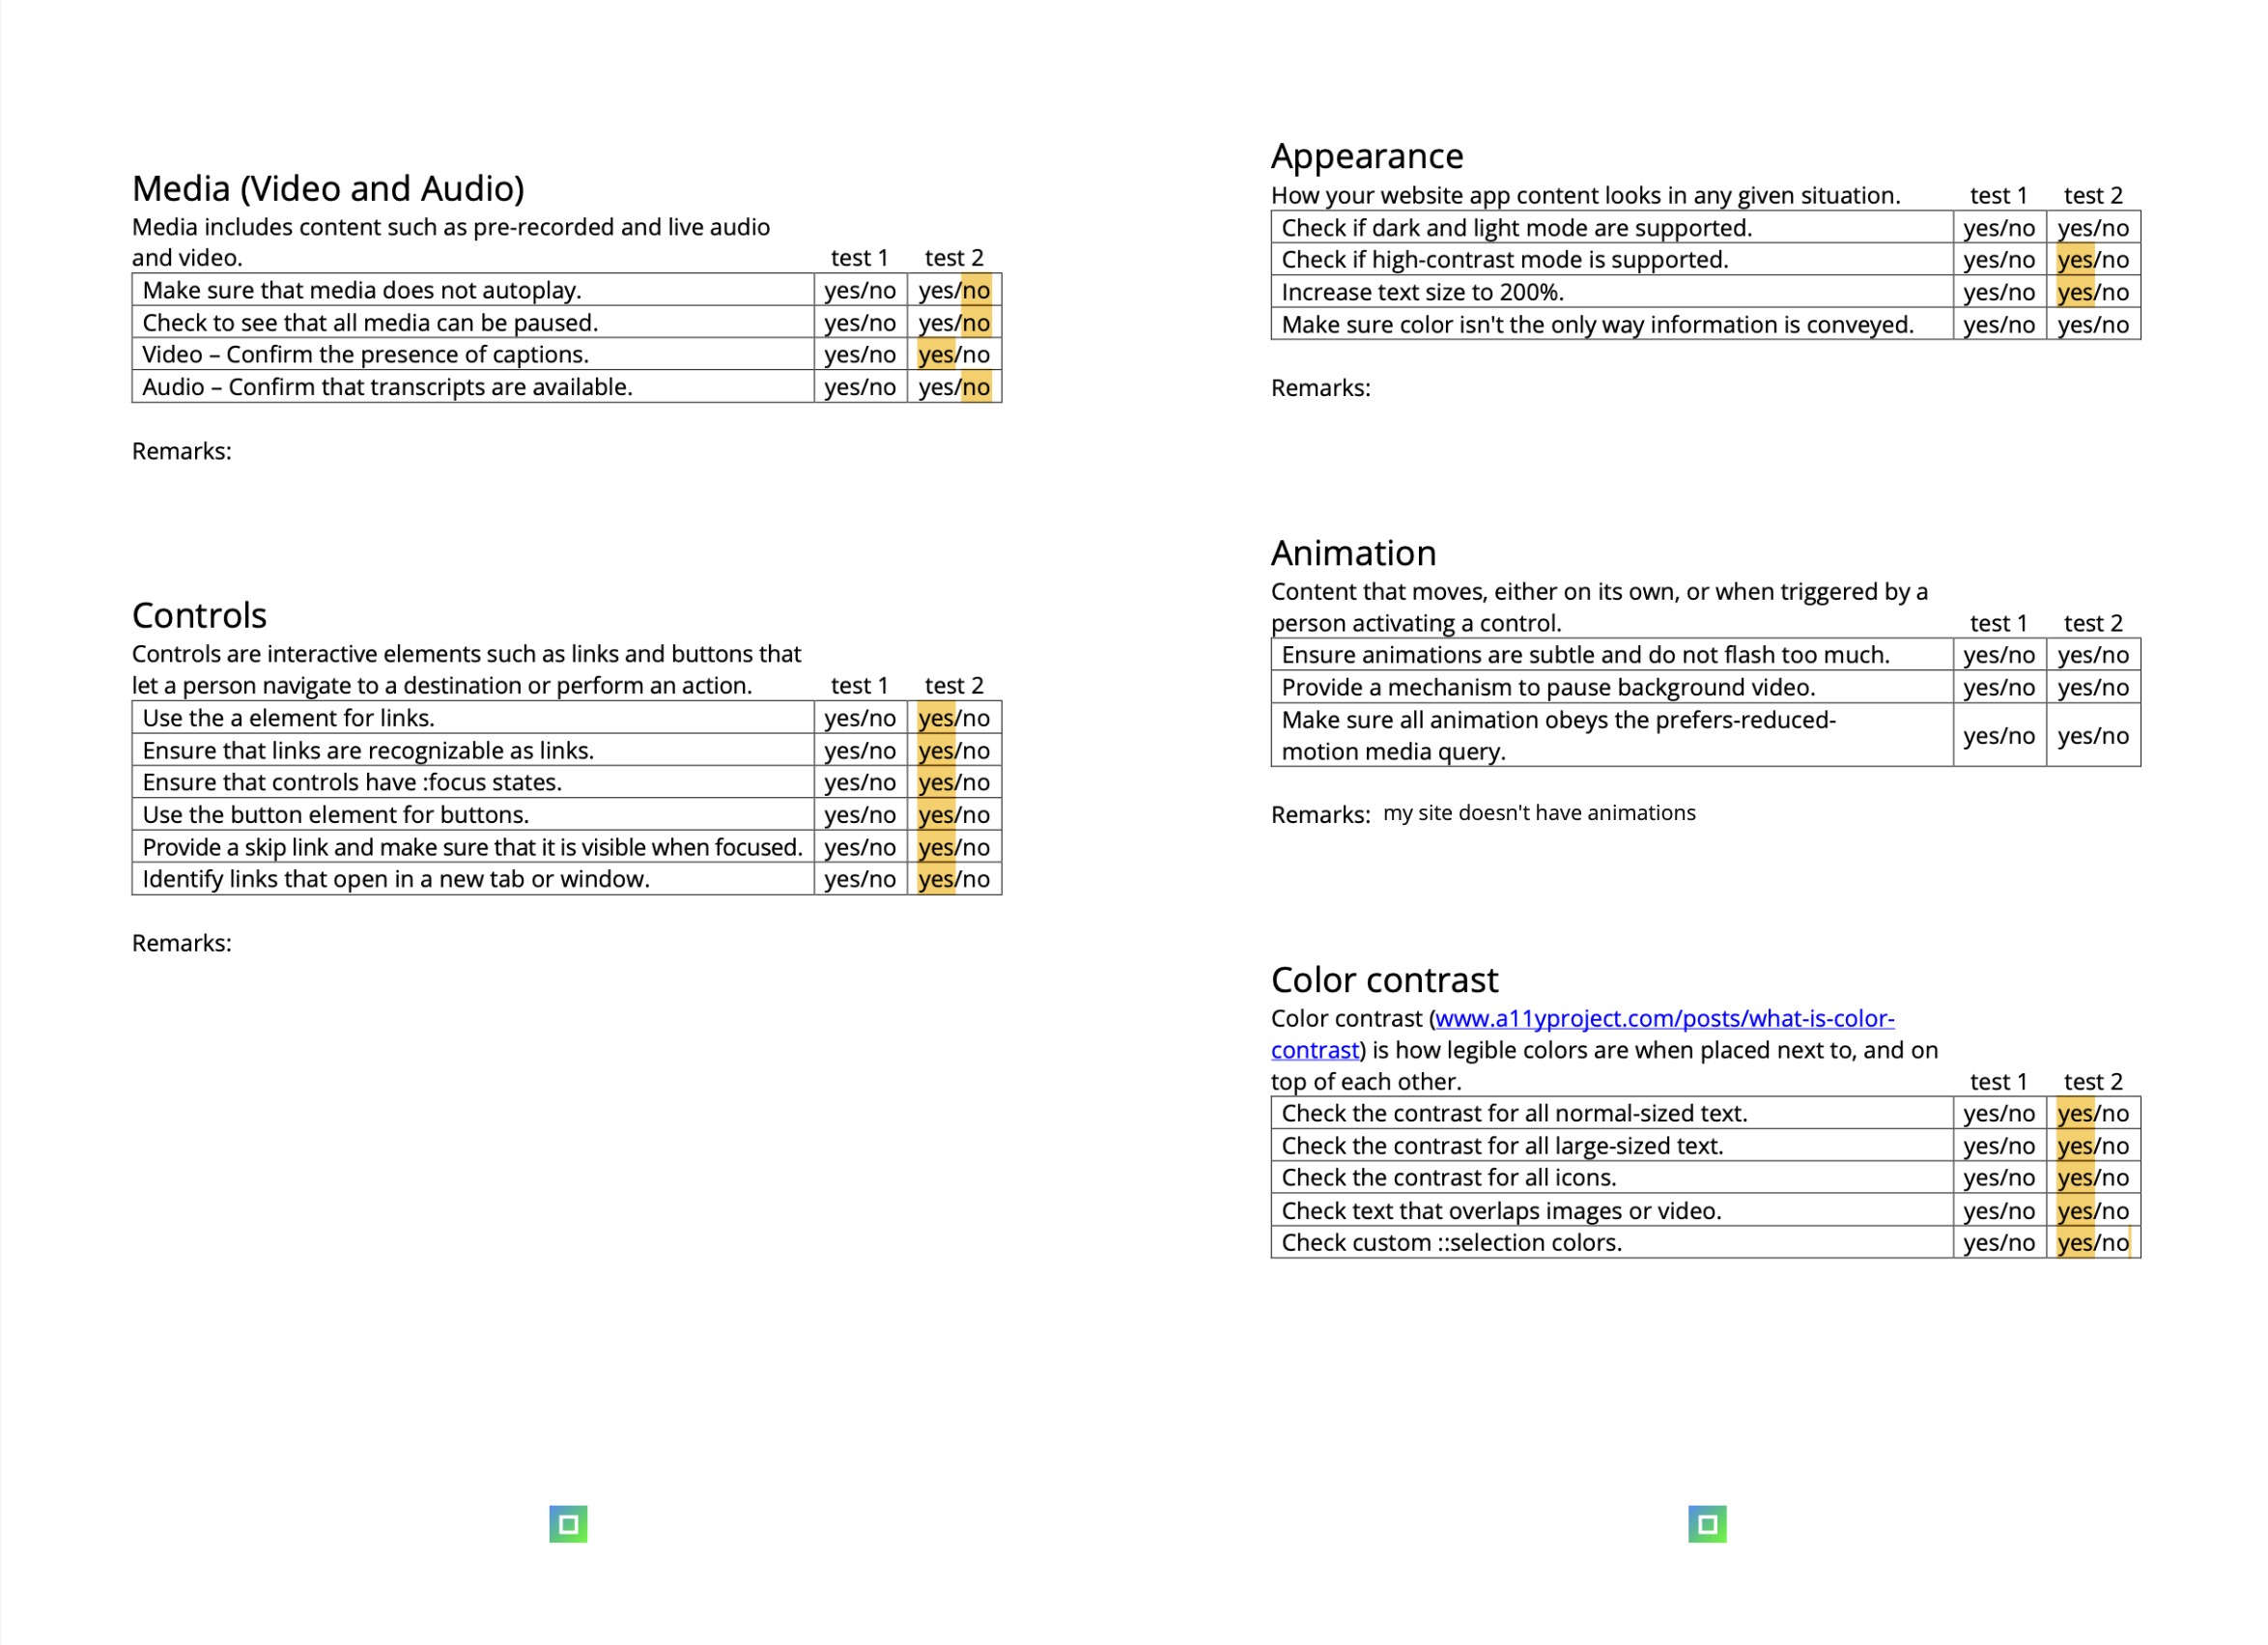 Media (Video and Audio)
Media includes content such as pre-recorded and live audio
and video. test 1 test 2
Make sure that media does not autoplay. yes/no yes/no
Check to see that all media can be paused. yes/no yes/no
Video – Confirm the presence of captions. yes/no yes/no
Audio – Confirm that transcripts are available. yes/no yes/no
Remarks:
Controls
Controls are interactive elements such as links and buttons that
let a person navigate to a destination or perform an action. test 1 test 2
Use the a element for links. yes/no yes/no
Ensure that links are recognizable as links. yes/no yes/no
Ensure that controls have :focus states. yes/no yes/no
Use the button element for buttons. yes/no yes/no
Provide a skip link and make sure that it is visible when focused. yes/no yes/no
Identify links that open in a new tab or window. yes/no yes/no
Remarks:
Appearance
How your website app content looks in any given situation. test 1 test 2
Check if dark and light mode are supported. yes/no yes/no
Check if high-contrast mode is supported. yes/no yes/no
Increase text size to 200%. yes/no yes/no
Make sure color isn't the only way information is conveyed. yes/no yes/no
Remarks:
Animation
Content that moves, either on its own, or when triggered by a
person activating a control. test 1 test 2
Ensure animations are subtle and do not flash too much. yes/no yes/no
Provide a mechanism to pause background video. yes/no yes/no
Make sure all animation obeys the prefers-reduced-
motion media query. yes/no yes/no
Remarks: my site doesn't have animations
Color contrast
Color contrast (www.a11yproject.com/posts/what-is-color-
contrast) is how legible colors are when placed next to, and on
top of each other. test 1 test 2
Check the contrast for all normal-sized text. yes/no yes/no
Check the contrast for all large-sized text. yes/no yes/no
Check the contrast for all icons. yes/no yes/no
Check text that overlaps images or video. yes/no yes/no
Check custom ::selection colors. yes/no yes/no